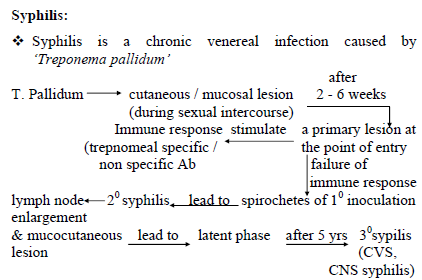 Syphilis:
❖ Syphilis is a chronic venereal infection caused by
‘Treponema pallidum’
after
T. Pallidum → cutaneous / mucosal lesion 2 - 6 weeks
(during sexual intercourse)
Immune response stimulate ← a primary lesion at
(trepnomeal specific / the point of entry
non specific Ab failure of
immune response
lymph node ← 2⁰ syphilis ← lead to spirochetes of 1⁰ inoculation
enlargement
& mucocutaneous lead to → latent phase after 5 yrs → 3⁰sypilis
lesion (CVS,
CNS syphilis)